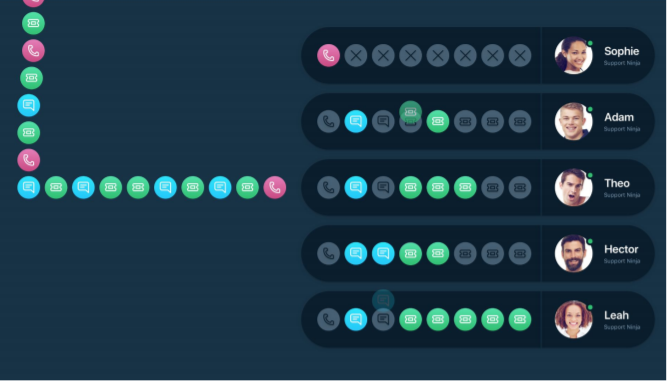 Sophie
Support Ninja
Adam
Support Ninja
Theo
Support Ninja
Hector
Support Ninja
Leah
Support Ninja